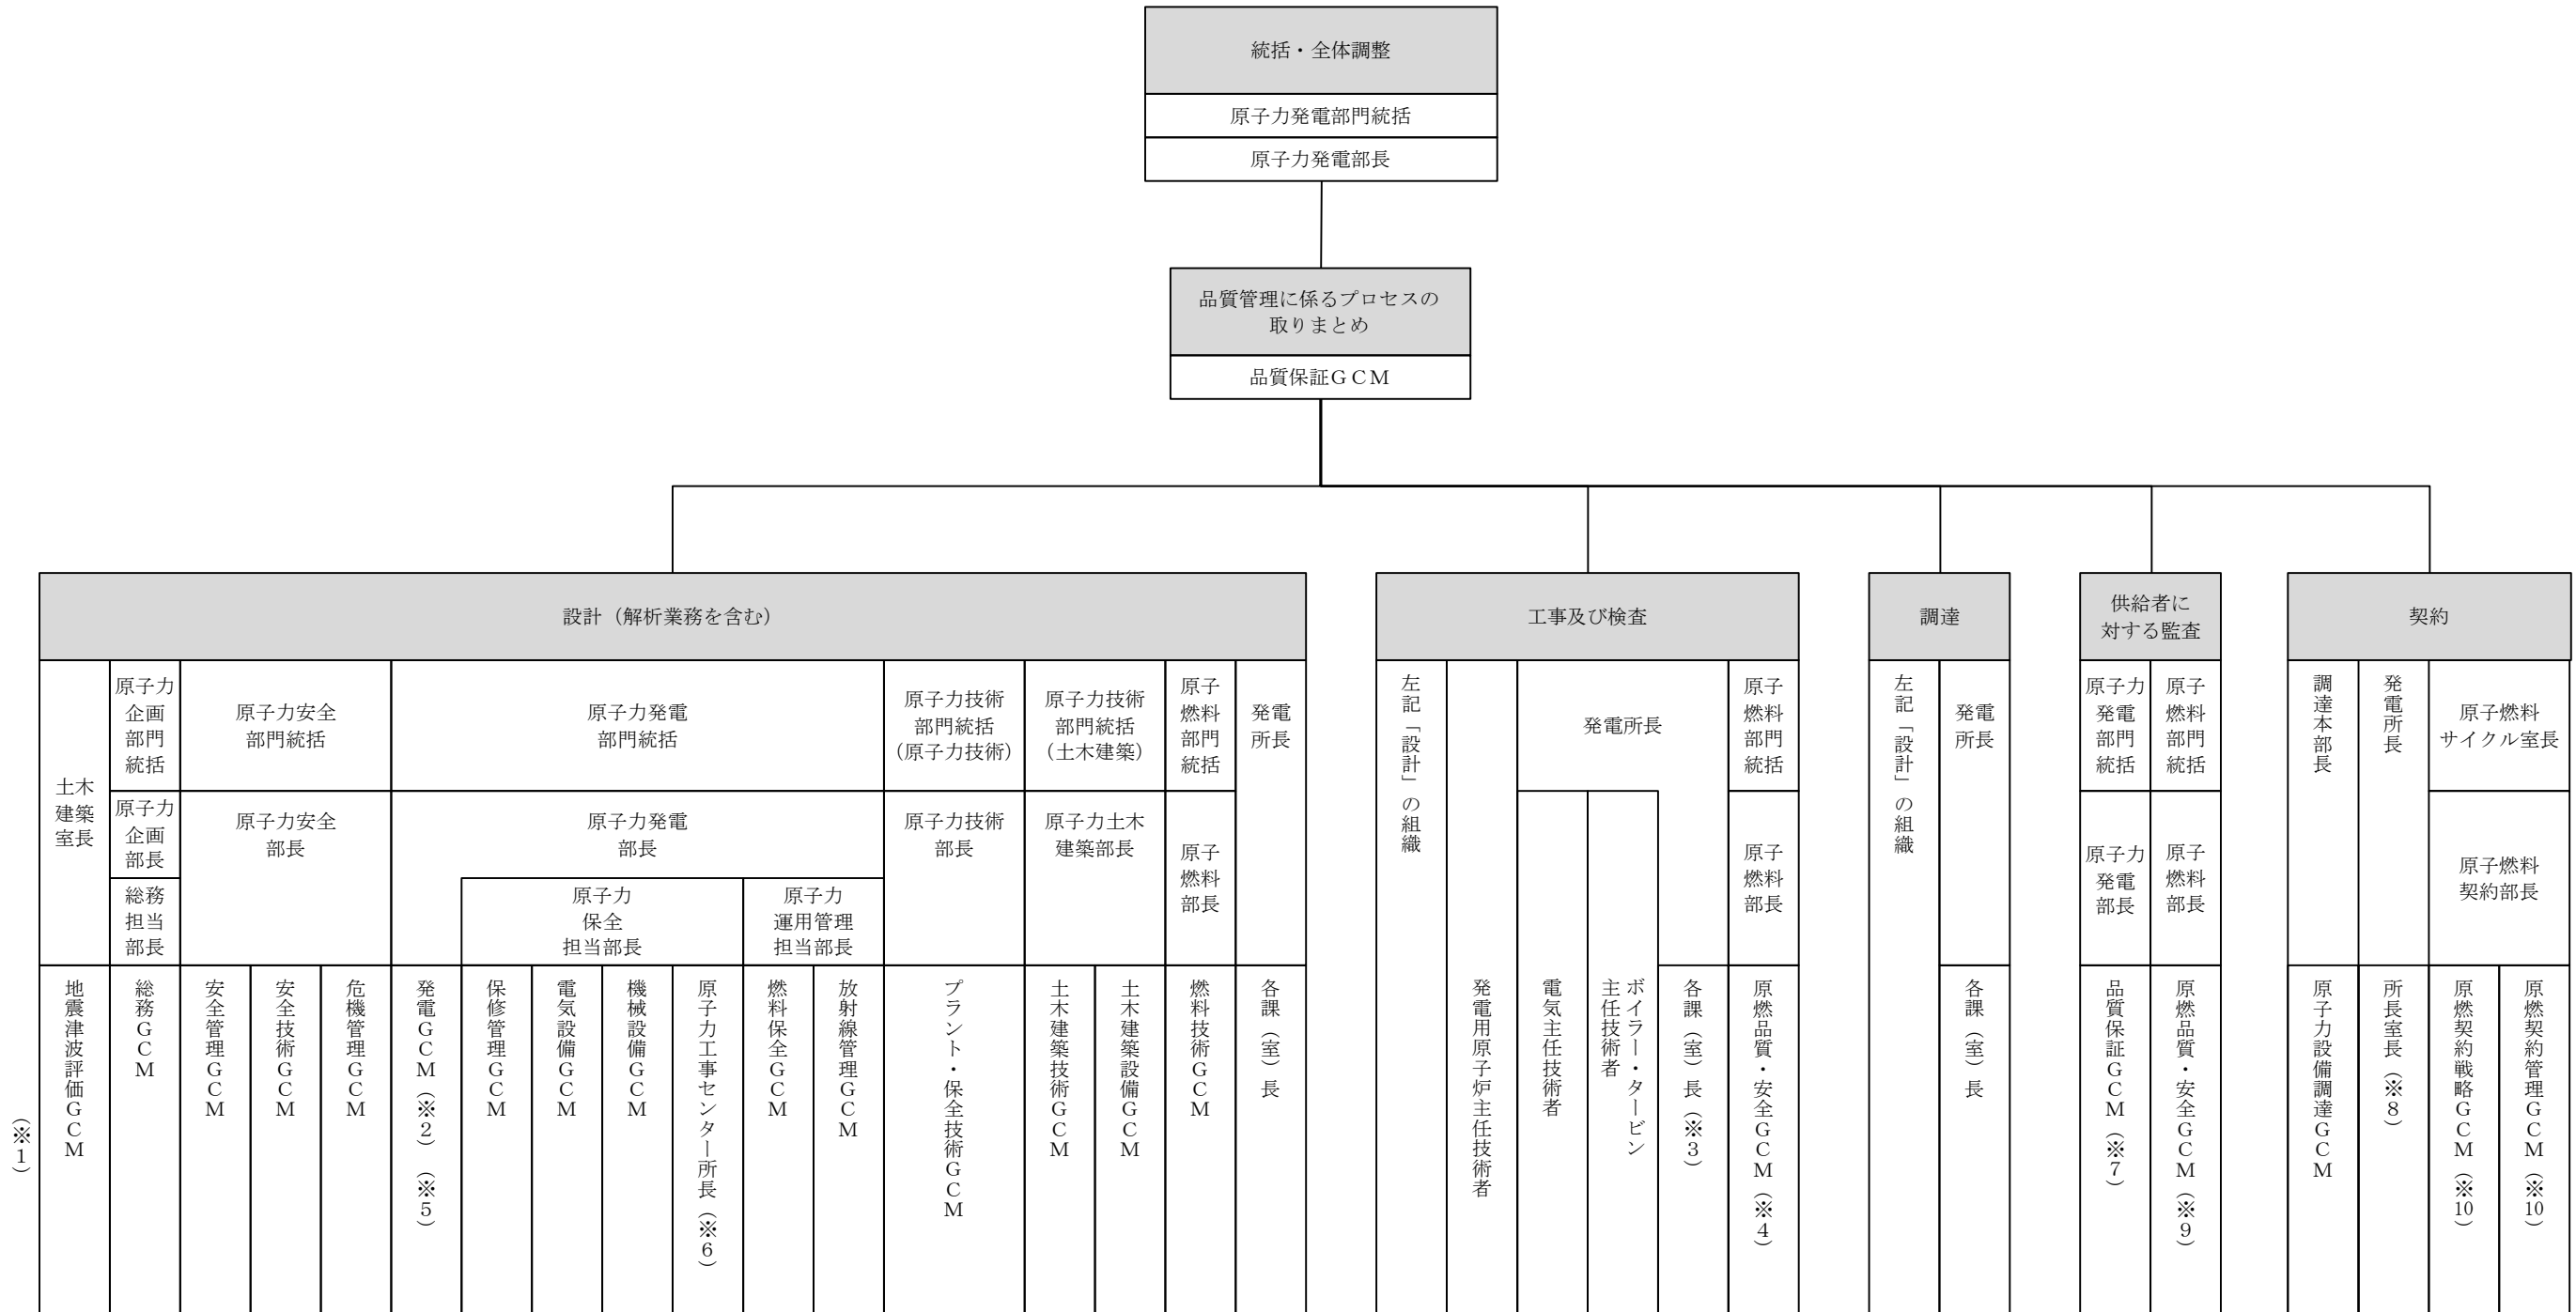 統括・全体調整
原子力発電部門統括
原子力発電部長
品質管理に係るプロセスの
取りまとめ
品質保証GCM
設計（解析業務を含む）
工事及び検査
調達
供給者に
対する監査
契約
土木
建築
室長
原子力
企画
部門
統括
原子力安全
部門統括
原子力発電
部門統括
原子力技術
部門統括
（原子力技術）
原子力技術
部門統括
（土木建築）
原子
燃料
部門
統括
発電
所長
原子力
企画
部長
総務
担当
部長
原子力安全
部長
原子力発電
部長
原子力
保全
担当部長
原子力
運用管理
担当部長
原子力技術
部長
原子力土木
建築部長
原子
燃料
部長
地震津波評価GCM
（※1）
総務GCM
安全管理GCM
安全技術GCM
危機管理GCM
発電GCM（※2）（※5）
保修管理GCM
電気設備GCM
機械設備GCM
原子力工事センター所長（※6）
燃料保全GCM
放射線管理GCM
プラント・保全技術GCM
土木建築技術GCM
土木建築設備GCM
燃料技術GCM
各課（室）長
左記「設計」の組織
発電用原子炉主任技術者
発電所長
電気主任技術者
ボイラー・タービン
主任技術者
各課（室）長（※3）
原子
燃料
部門
統括
原子
燃料
部長
原燃品質・安全GCM（※4）
左記「設計」の組織
発電
所長
各課（室）長
原子力
発電
部門
統括
原子力
発電
部長
品質保証GCM（※7）
原子
燃料
部門
統括
原子
燃料
部長
原燃品質・安全GCM（※9）
調達本部長
原子力設備調達GCM
発電所長
所長室長（※8）
原子燃料
サイクル室長
原子燃料
契約部長
原燃契約戦略GCM（※10）
原燃契約管理GCM（※10）